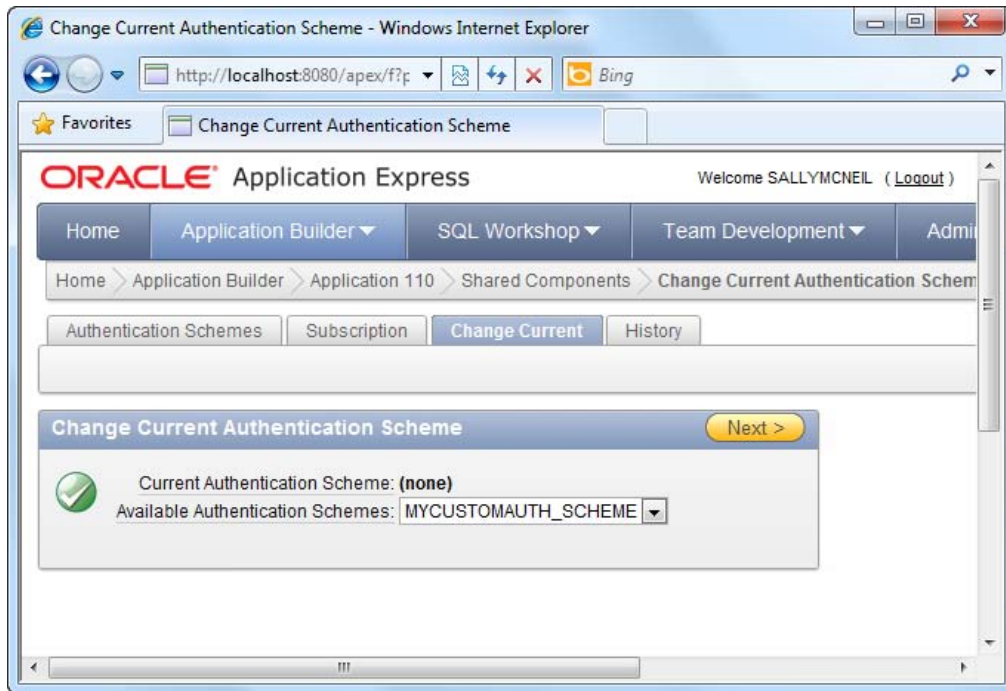 Change Current Authentication Scheme - Windows Internet Explorer
http://localhost:8080/apex/f?p
Bing
Favorites
Change Current Authentication Scheme
ORACLE Application Express
Welcome SALLYMCNEIL ( Logout )
Home
Application Builder
SQL Workshop
Team Development
Admi
Home
Application Builder
Application 110
Shared Components
Change Current Authentication Schem
Authentication Schemes
Subscription
Change Current
History
Change Current Authentication Scheme
Next >
Current Authentication Scheme: (none)
Available Authentication Schemes: MYCUSTOMAUTH_SCHEME